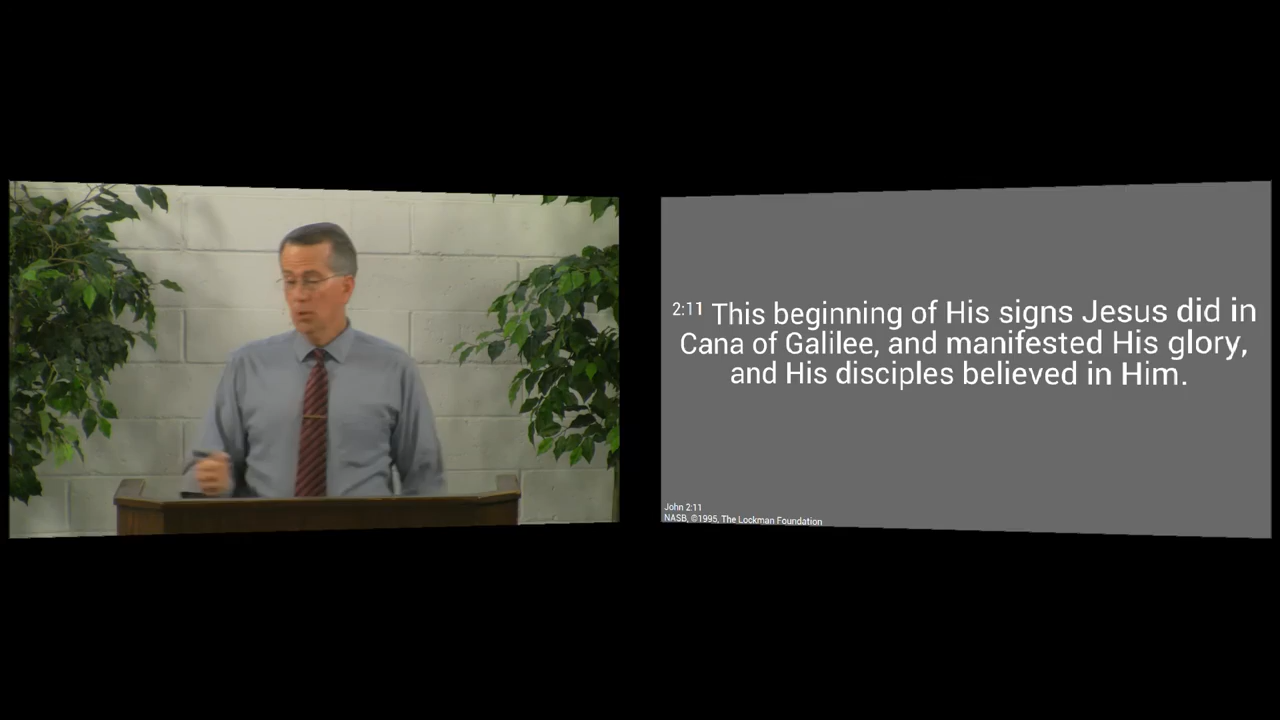 2:11 This beginning of His signs Jesus did in
Cana of Galilee, and manifested His glory,
and His disciples believed in Him.
John 2:11
NASB, ©1995, The Lockman Foundation